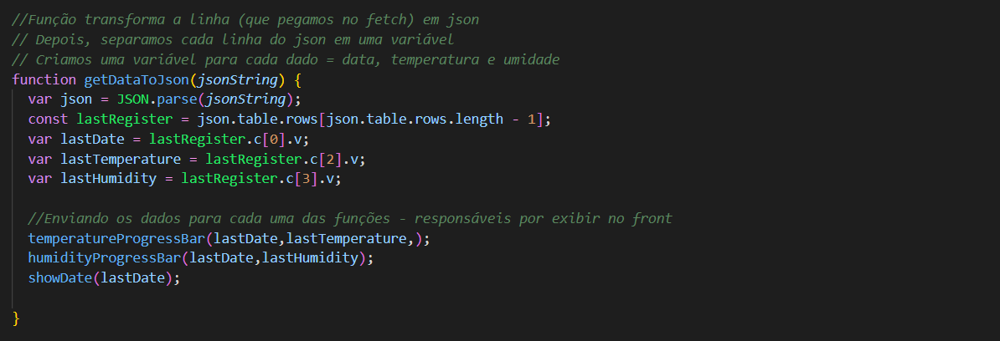 //Função transforma a linha (que pegamos no fetch) em json
// Depois, separamos cada linha do json em uma variável
// Criamos uma variável para cada dado = data, temperatura e umidade
function getDataToJson(jsonString) {
  var json = JSON.parse(jsonString);
  const lastRegister = json.table.rows[json.table.rows.length - 1];
  var lastDate = lastRegister.c[0].v;
  var lastTemperature = lastRegister.c[2].v;
  var lastHumidity = lastRegister.c[3].v;

  //Enviando os dados para cada uma das funções - responsáveis por exibir no front
  temperatureProgressBar(lastDate,lastTemperature,);
  humidityProgressBar(lastDate,lastHumidity);
  showDate(lastDate);

}